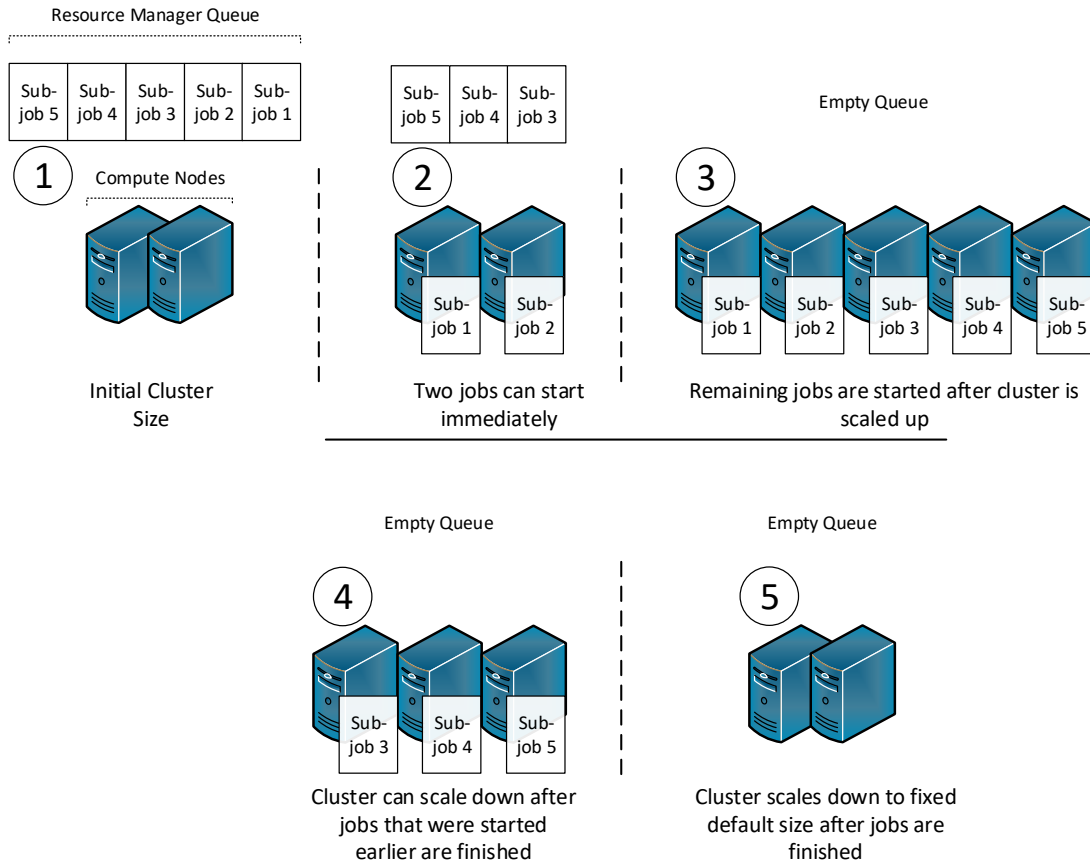 Resource Manager Queue
Sub-
job 5
Sub-
job 4
Sub-
job 3
Sub-
job 2
Sub-
job 1
1
Compute Nodes
Initial Cluster
Size
Sub-
job 5
Sub-
job 4
Sub-
job 3
2
Sub-
job 1
Sub-
job 2
Two jobs can start
immediately
Empty Queue
3
Sub-
job 1
Sub-
job 2
Sub-
job 3
Sub-
job 4
Sub-
job 5
Remaining jobs are started after cluster is
scaled up
Empty Queue
4
Sub-
job 3
Sub-
job 4
Sub-
job 5
Cluster can scale down after
jobs that were started
earlier are finished
Empty Queue
5
Cluster scales down to fixed
default size after jobs are
finished